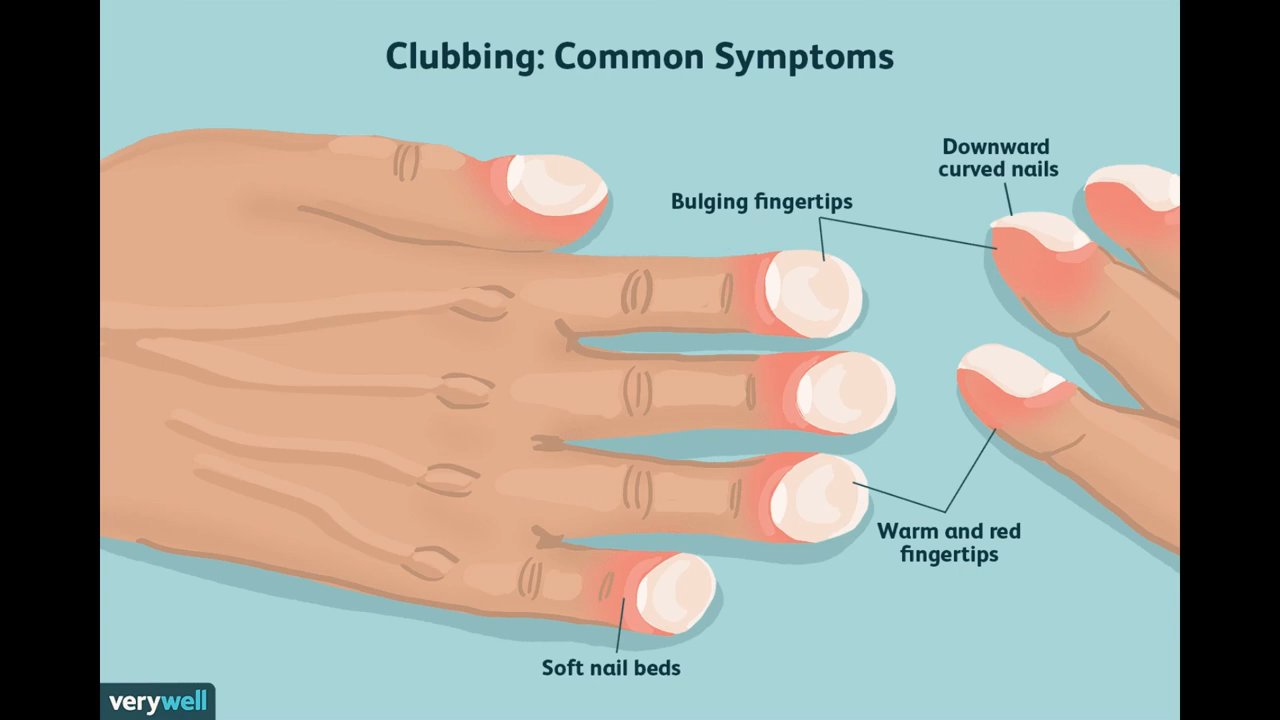 Clubbing: Common Symptoms
Downward
curved nails
Bulging fingertips
Warm and red
fingertips
Soft nail beds
verywell